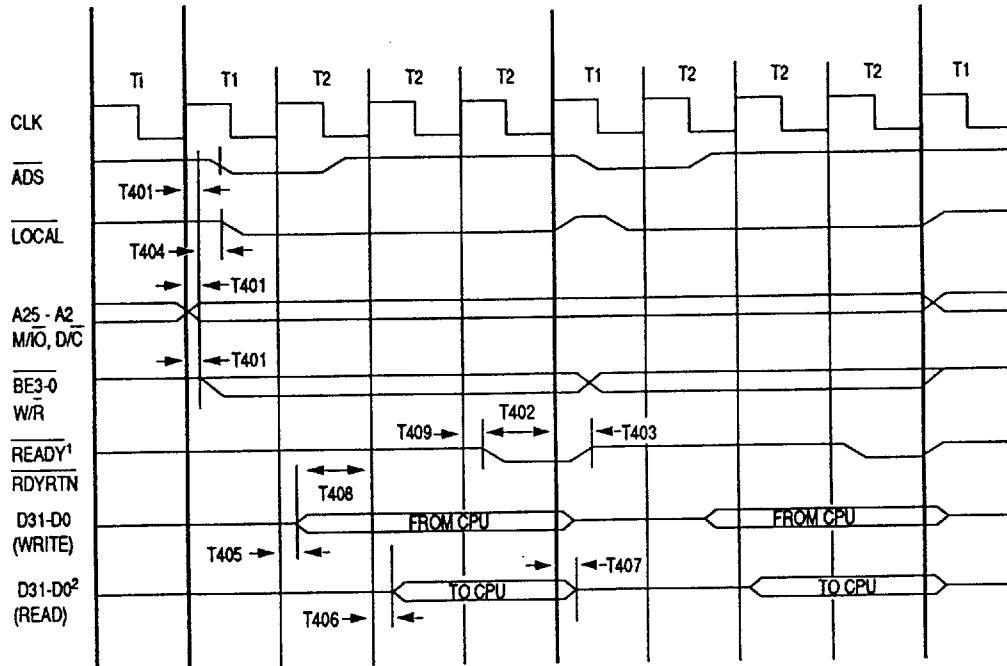 Ti T1 T2 T2 T2 T1 T2 T2 T2 T1
CLK
ADS
T401
LOCAL
T404
T401
A25 - A2
M/IO, D/C
T401
BE3-0
W/R
T402
T409
T403
READY¹
RDYRTN
T408
D31-D0
(WRITE)
FROM CPU FROM CPU
T405
T407
D31-D0²
(READ)
TO CPU TO CPU
T406